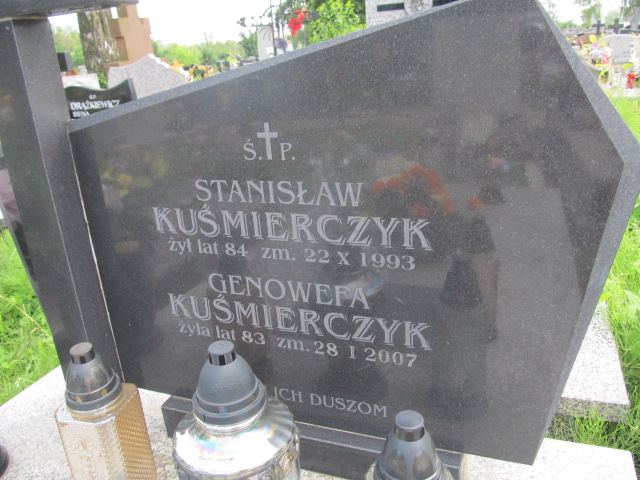 Ś.✝P.
STANISŁAW
KUŚMIERCZYK
żył lat 84 zm. 22 X 1993
GENOWEFA
KUŚMIERCZYK
żyła lat 83 zm. 28 I 2007
ICH DUSZOM
DRĄŻKIEWICZ